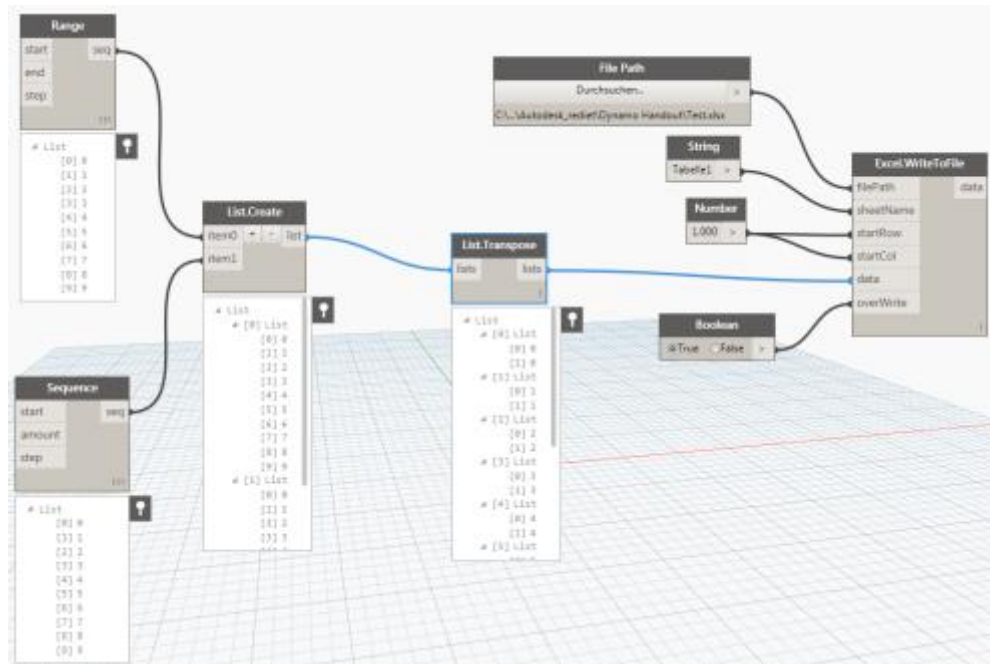 Range
start seq
end
step
List
[0] 0
[1] 1
[2] 2
[3] 3
[4] 4
[5] 5
[6] 6
[7] 7
[8] 8
[9] 9
File Path
Durchsuchen.. >
C:\...\Autodesk_rediet\Dynamo Handout\Test.xlsx
String
Tabelle1 >
Excel.WriteToFile
filePath data
sheetName
startRow
startCol
data
overWrite
Number
1.000 >
List.Create
item0 + - list
item1
List.Transpose
lists lists
Boolean
True False >
List
[0] List
[0] 0
[1] 1
[2] 2
[3] 3
[4] 4
[5] 5
[6] 6
[7] 7
[8] 8
[9] 9
[1] List
[0] 0
[1] 1
[2] 2
[3] 3
List
[0] List
[0] 0
[1] 0
[1] List
[0] 1
[1] 1
[2] List
[0] 2
[1] 2
[3] List
[0] 3
[1] 3
[4] List
[0] 4
[1] 4
[5] List
Sequence
start seq
amount
step
List
[0] 0
[1] 1
[2] 2
[3] 3
[4] 4
[5] 5
[6] 6
[7] 7
[8] 8
[9] 9